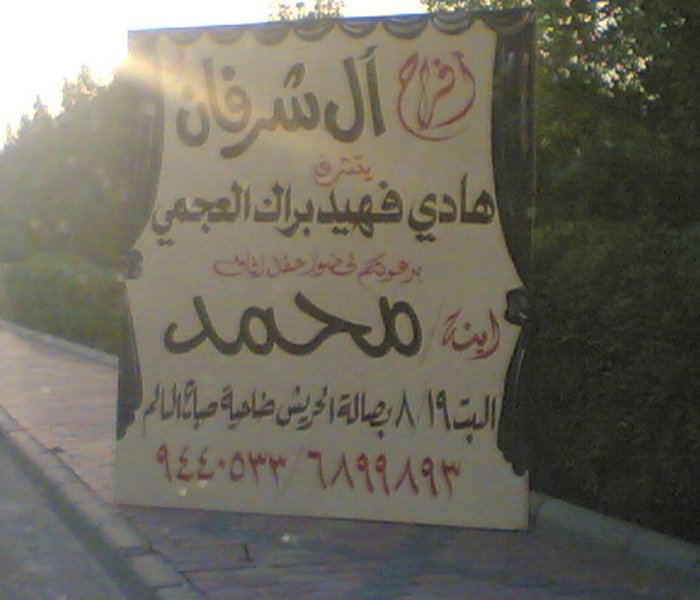 أفراح
آل شرفان
يتشرف
هادي فهيد براك العجمي
بدعوتكم لحضور حفل زفاف
ابنه / محمد
السبت ٨/١٩ بصالة الحريش ضاحية صباح السالم
٩٤٤٠٥٣٣ / ٦٨٩٩٨٩٣